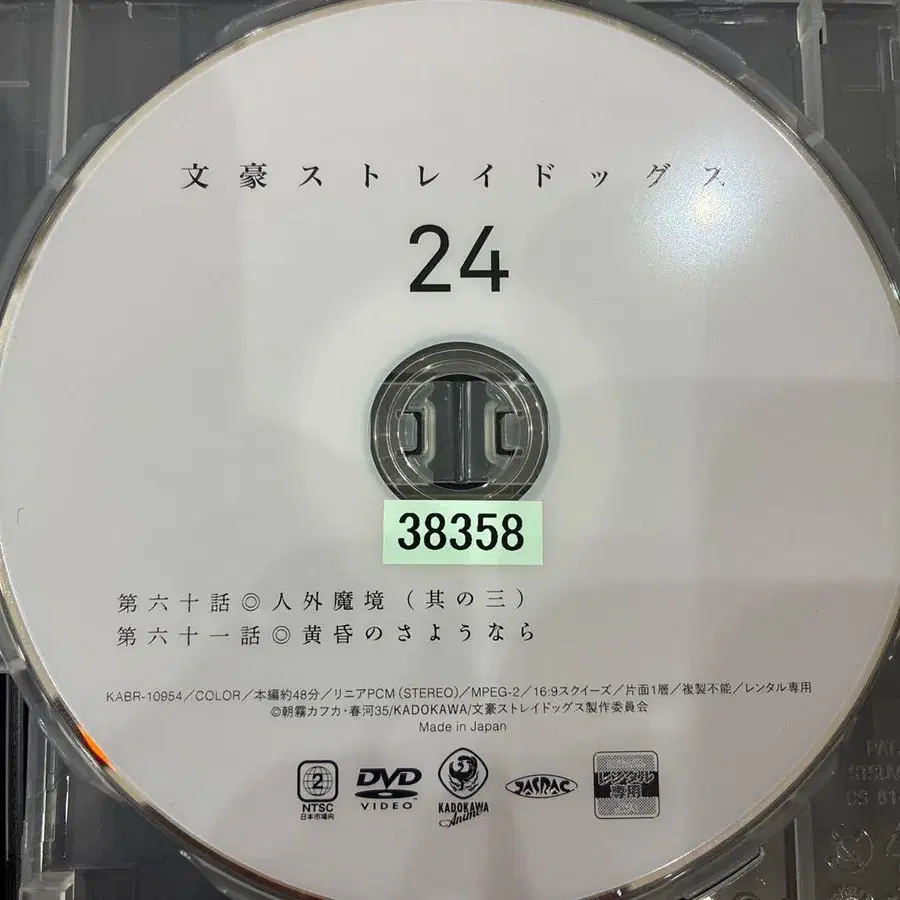 文豪ストレイドッグス
24
38358
第六十話◎人外魔境(其の三)
第六十一話◎黄昏のさようなら
KABR-10954／COLOR／本編約48分／リニアPCM(STEREO)／MPEG-2／16:9スクイーズ／片面1層／複製不能／レンタル専用
©朝霧カフカ・春河35/KADOKAWA/文豪ストレイドッグス製作委員会
Made in Japan
2
NTSC
日本市場向
DVD
VIDEO
KADOKAWA
Anime
JASRAC
レンタル
専用
PAT.